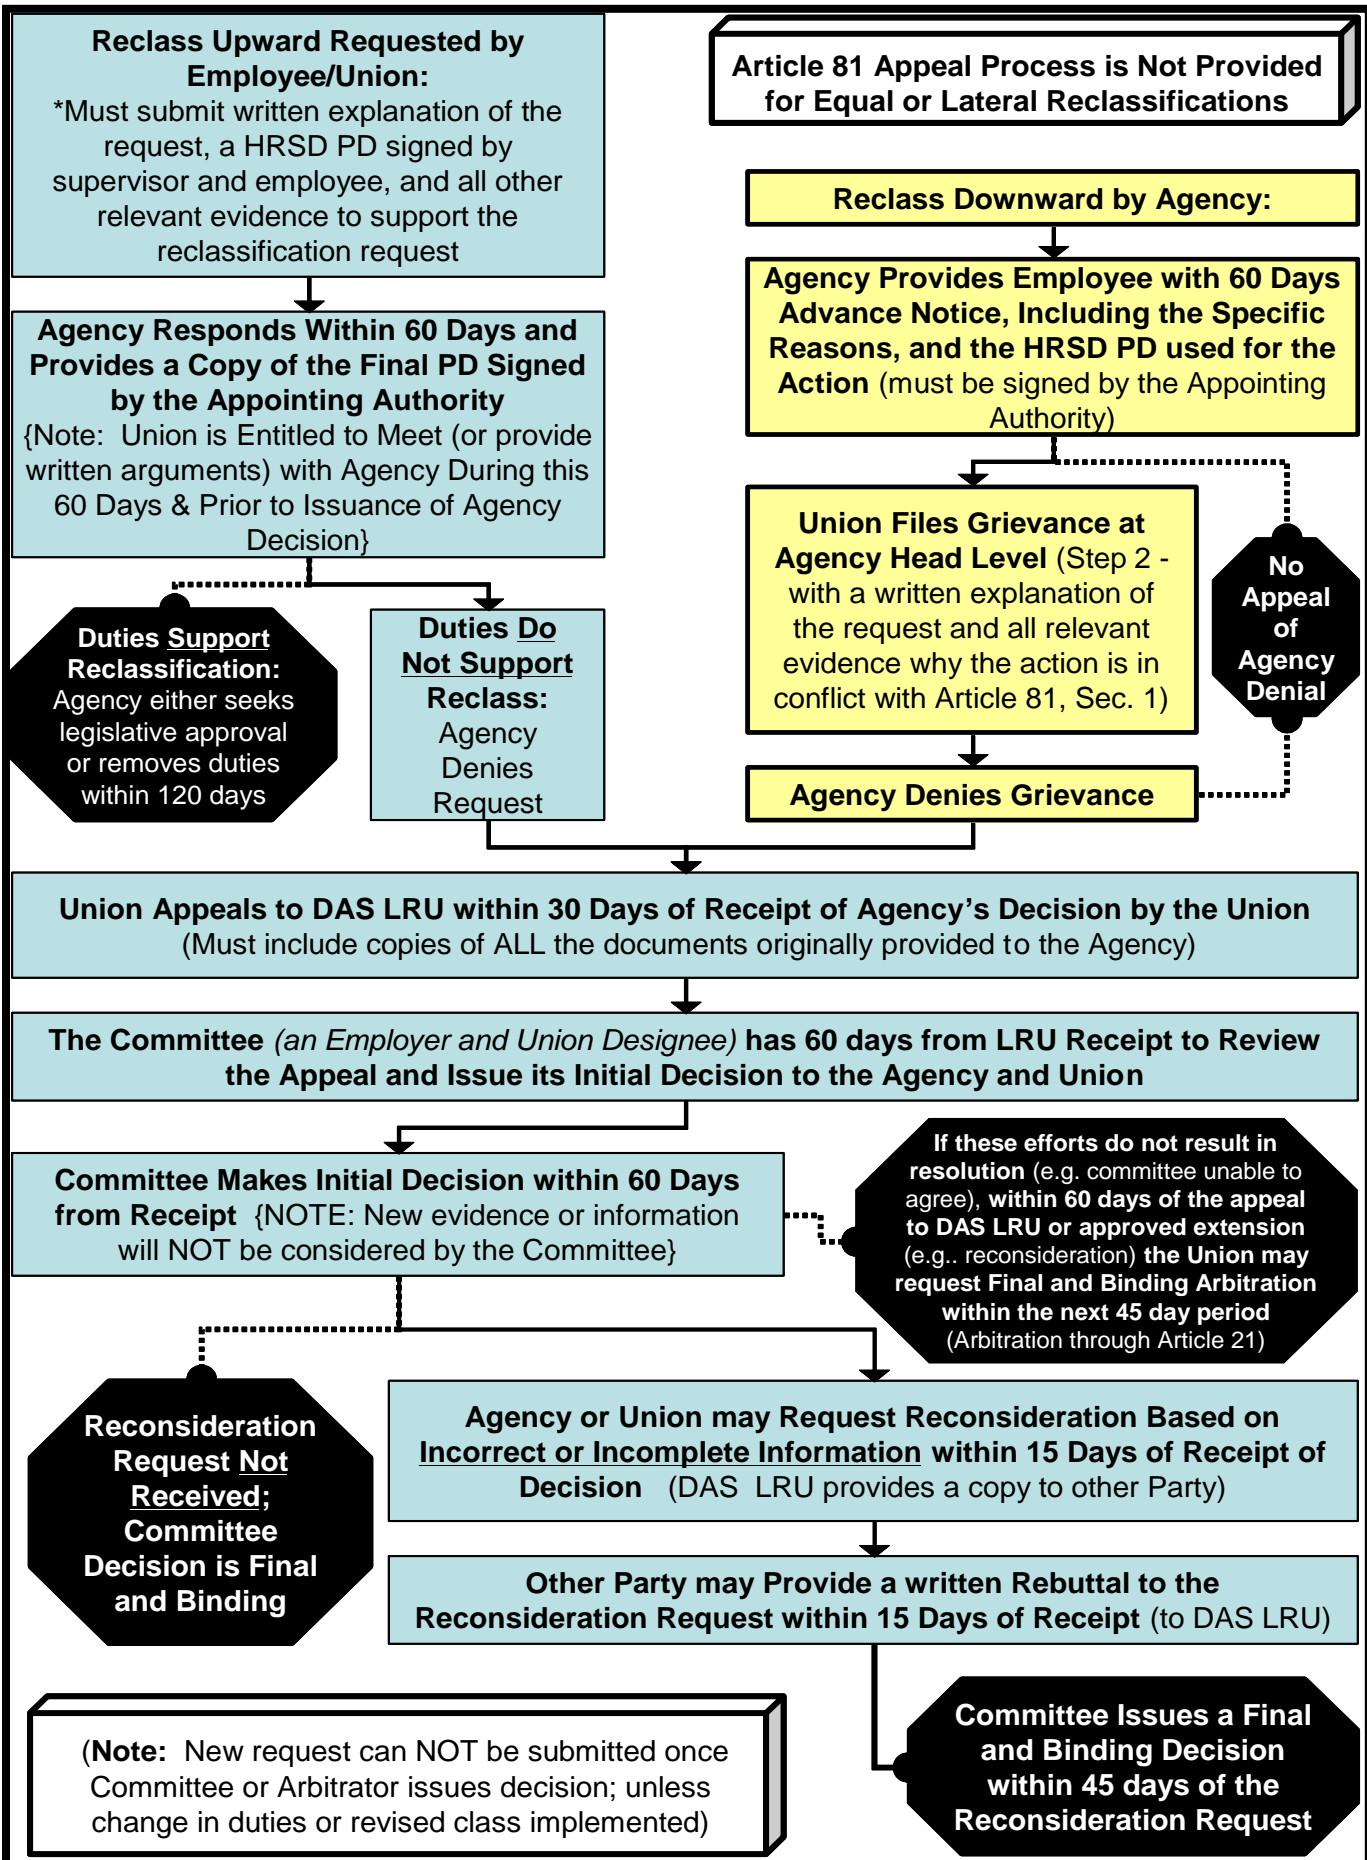 Reclass Upward Requested by
Employee/Union:
*Must submit written explanation of the
request, a HRSD PD signed by
supervisor and employee, and all other
relevant evidence to support the
reclassification request
Article 81 Appeal Process is Not Provided
for Equal or Lateral Reclassifications
Reclass Downward by Agency:
Agency Provides Employee with 60 Days
Advance Notice, Including the Specific
Reasons, and the HRSD PD used for the
Action (must be signed by the Appointing
Authority)
Agency Responds Within 60 Days and
Provides a Copy of the Final PD Signed
by the Appointing Authority
{Note:  Union is Entitled to Meet (or provide
written arguments) with Agency During this
60 Days & Prior to Issuance of Agency
Decision}
Union Files Grievance at
Agency Head Level (Step 2 -
with a written explanation of
the request and all relevant
evidence why the action is in
conflict with Article 81, Sec. 1)
No
Appeal
of
Agency
Denial
Duties Support
Reclassification:
Agency either seeks
legislative approval
or removes duties
within 120 days
Duties Do
Not Support
Reclass:
Agency
Denies
Request
Agency Denies Grievance
Union Appeals to DAS LRU within 30 Days of Receipt of Agency’s Decision by the Union
(Must include copies of ALL the documents originally provided to the Agency)
The Committee (an Employer and Union Designee) has 60 days from LRU Receipt to Review
the Appeal and Issue its Initial Decision to the Agency and Union
Committee Makes Initial Decision within 60 Days
from Receipt  {NOTE: New evidence or information
will NOT be considered by the Committee}
If these efforts do not result in
resolution (e.g. committee unable to
agree), within 60 days of the appeal
to DAS LRU or approved extension
(e.g.. reconsideration) the Union may
request Final and Binding Arbitration
within the next 45 day period
(Arbitration through Article 21)
Reconsideration
Request Not
Received;
Committee
Decision is Final
and Binding
Agency or Union may Request Reconsideration Based on
Incorrect or Incomplete Information within 15 Days of Receipt of
Decision   (DAS  LRU provides a copy to other Party)
Other Party may Provide a written Rebuttal to the
Reconsideration Request within 15 Days of Receipt (to DAS LRU)
(Note:  New request can NOT be submitted once
Committee or Arbitrator issues decision; unless
change in duties or revised class implemented)
Committee Issues a Final
and Binding Decision
within 45 days of the
Reconsideration Request